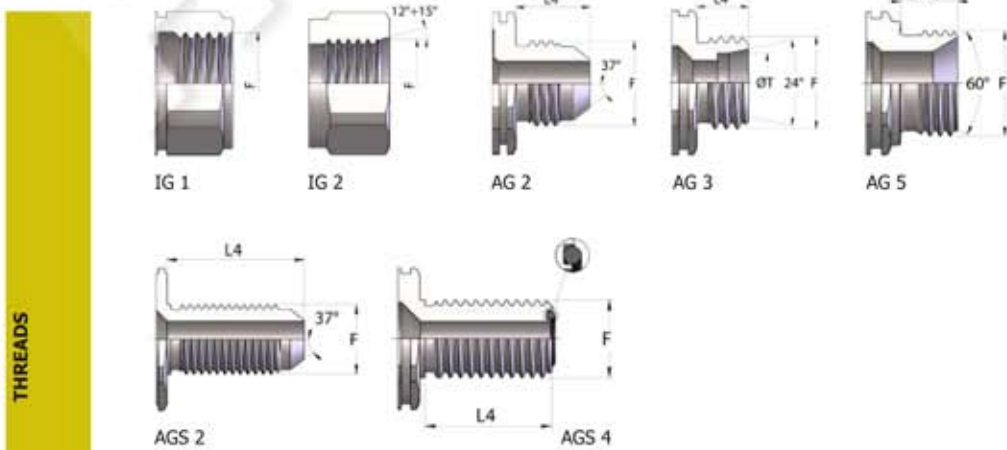 L4
L4
12°+15°
F
F
37°
F
ØT
24°
F
60°
F
IG 1
IG 2
AG 2
AG 3
AG 5
L4
37°
F
F
L4
AGS 2
AGS 4
THREADS